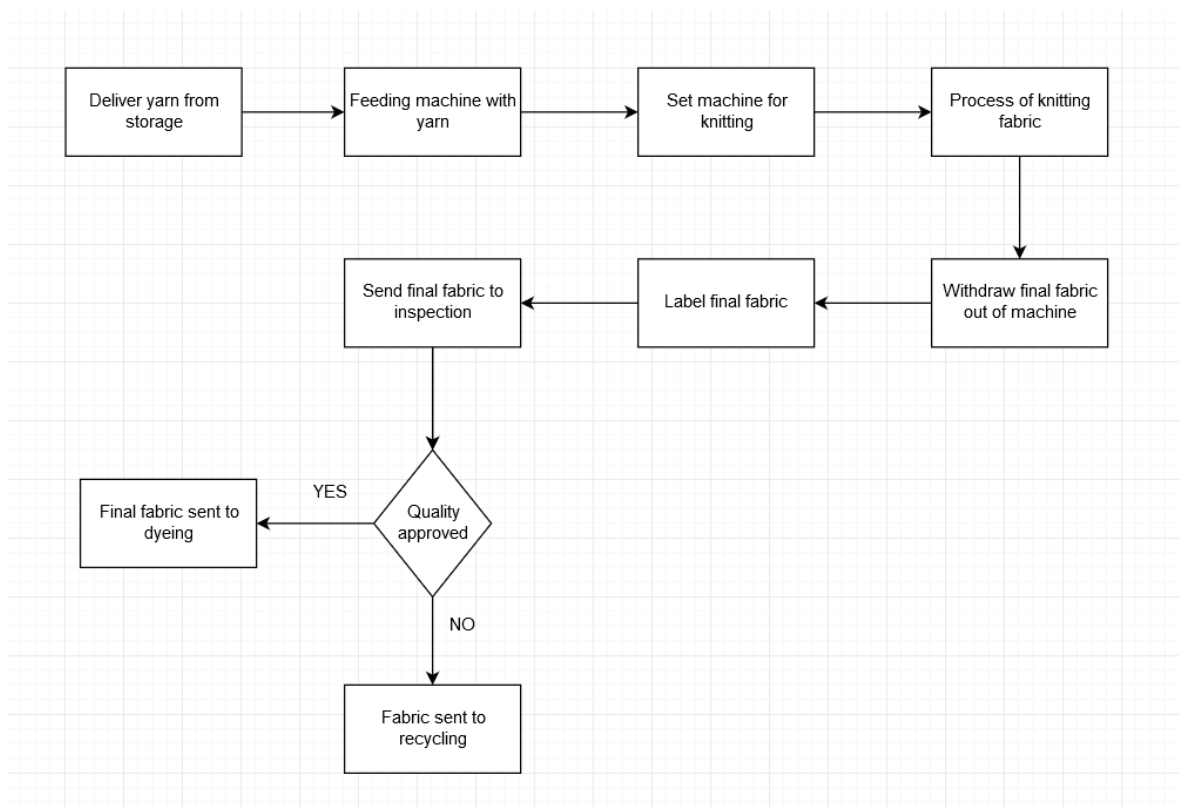 Deliver yarn from
storage
Feeding machine with
yarn
Set machine for
knitting
Process of knitting
fabric
Withdraw final fabric
out of machine
Label final fabric
Send final fabric to
inspection
Quality
approved
YES
Final fabric sent to
dyeing
NO
Fabric sent to
recycling